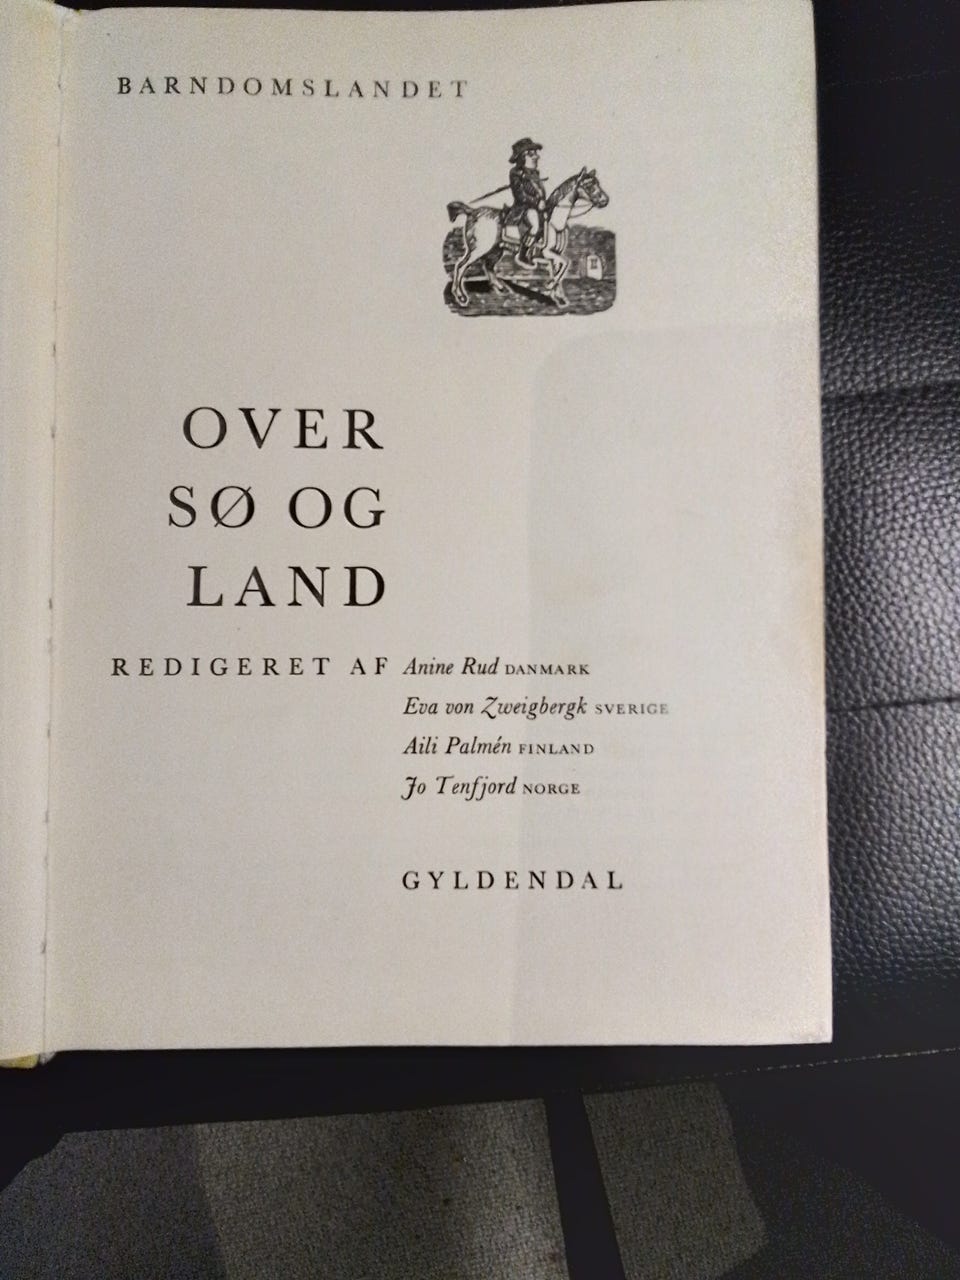 BARNDOMSLANDET
OVER
SØ OG
LAND
REDIGERET AF Anine Rud DANMARK
Eva von Zweigbergk SVERIGE
Aili Palmén FINLAND
Jo Tenfjord NORGE
GYLDENDAL